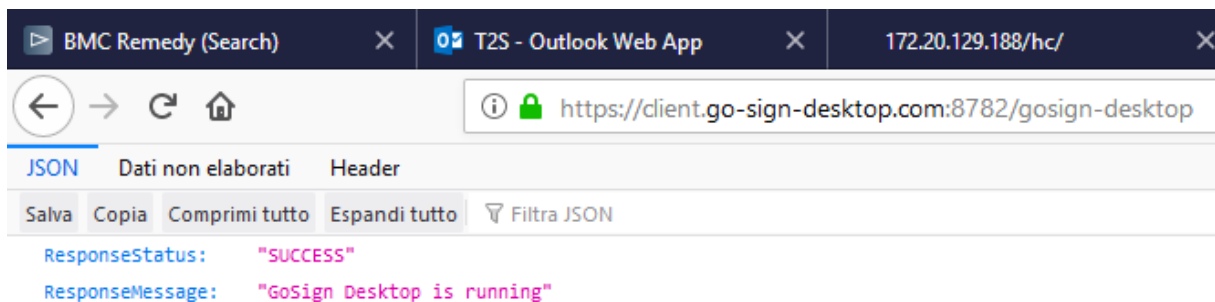 BMC Remedy (Search) T2S - Outlook Web App 172.20.129.188/hc/
https://client.go-sign-desktop.com:8782/gosign-desktop
JSON Dati non elaborati Header
Salva Copia Comprimi tutto Espandi tutto Filtra JSON
ResponseStatus: "SUCCESS"
ResponseMessage: "GoSign Desktop is running"